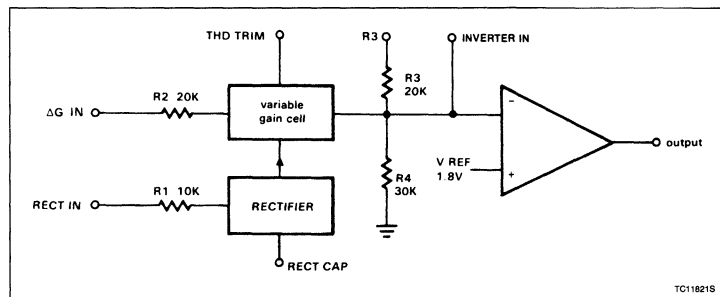 THD TRIM
R3
INVERTER IN
R3
20K
R2 20K
ΔG IN
variable
gain cell
−
output
V REF
1.8V
+
R4
30K
R1 10K
RECT IN
RECTIFIER
RECT CAP
TC11821S